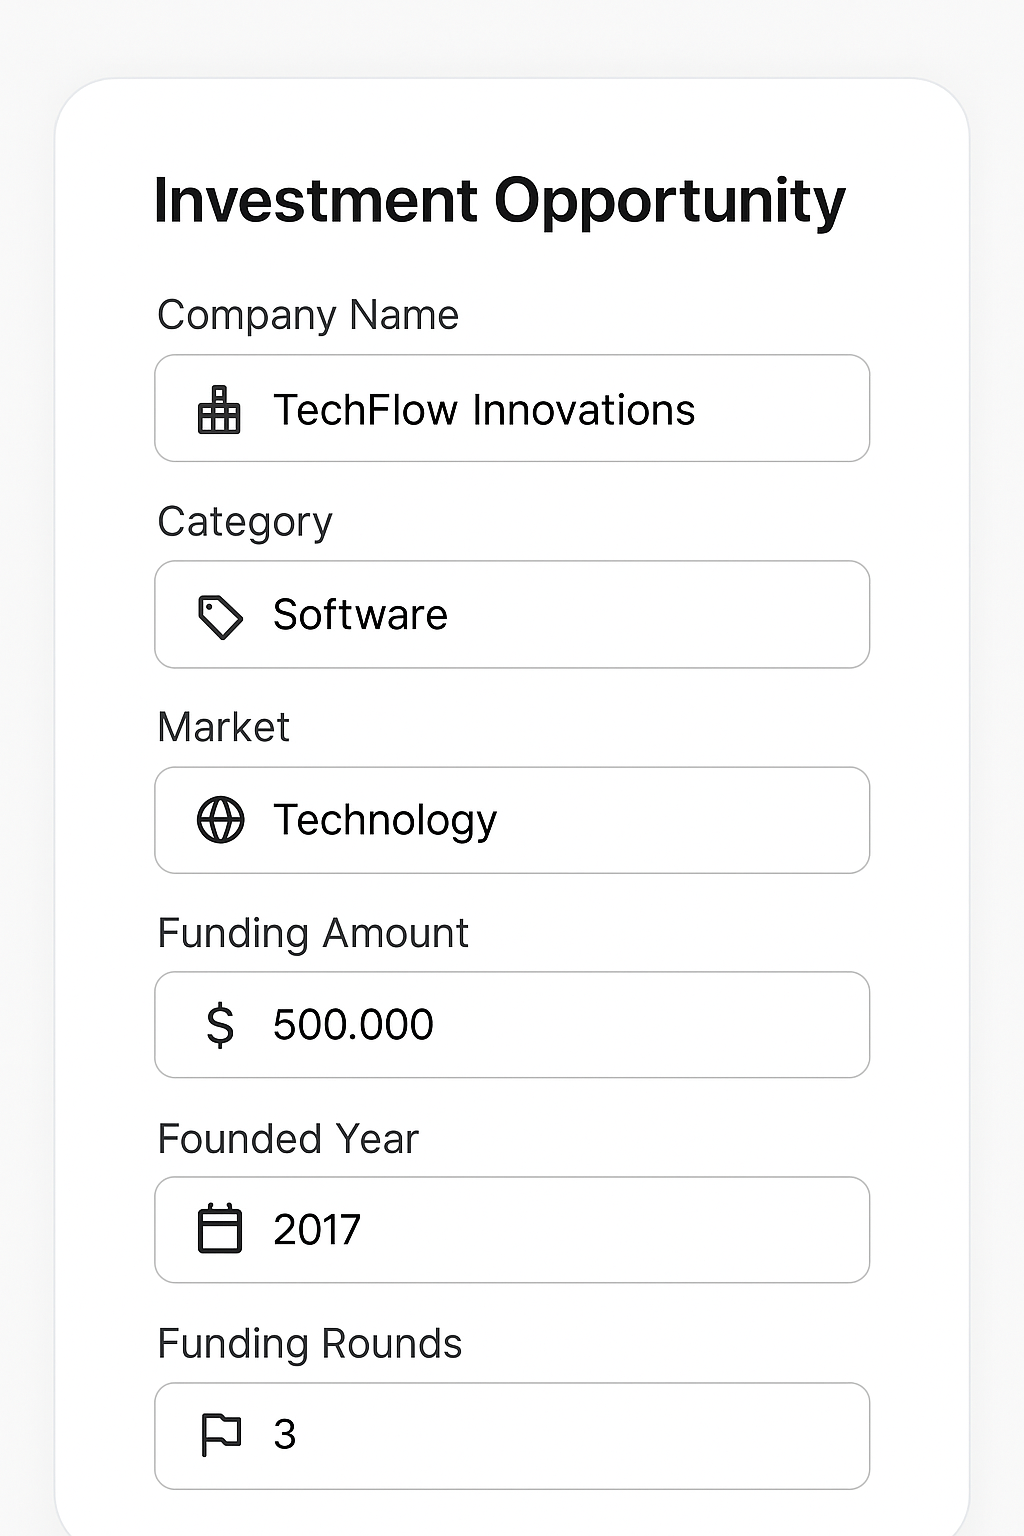 Investment Opportunity
Company Name
TechFlow Innovations
Category
Software
Market
Technology
Funding Amount
$ 500.000
Founded Year
2017
Funding Rounds
3